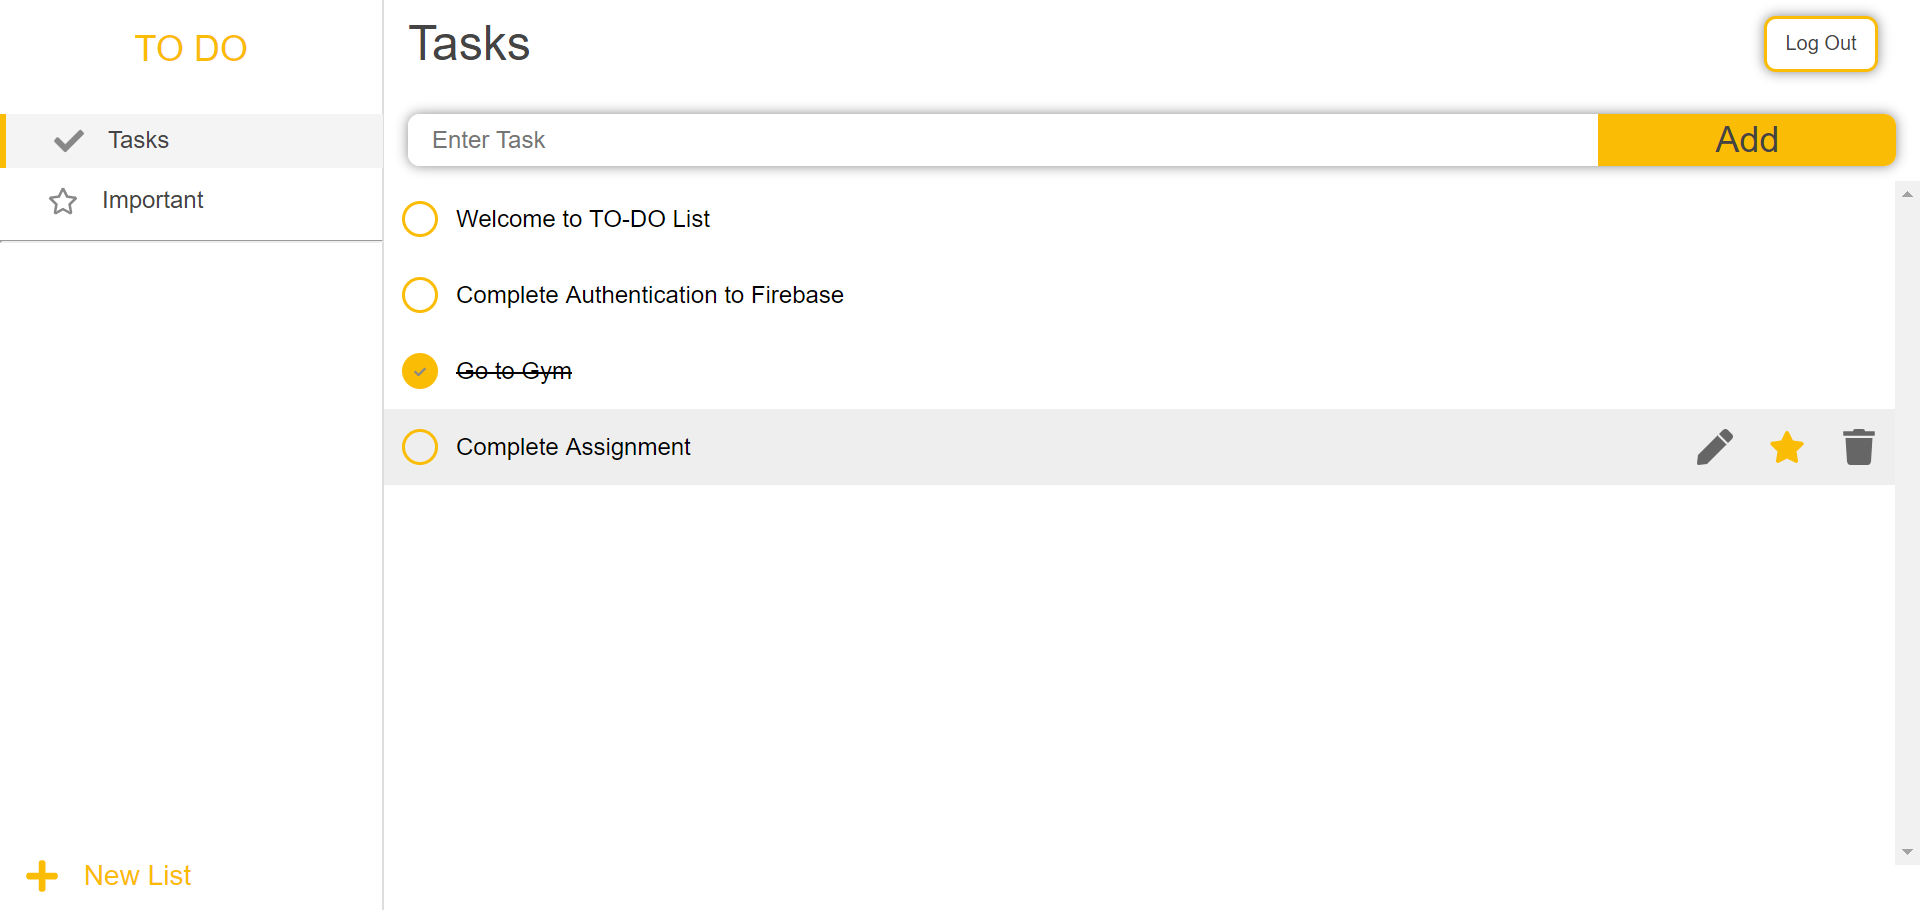 TO DO
Tasks
Important
New List
Tasks
Log Out
Enter Task
Add
Welcome to TO-DO List
Complete Authentication to Firebase
Go to Gym
Complete Assignment